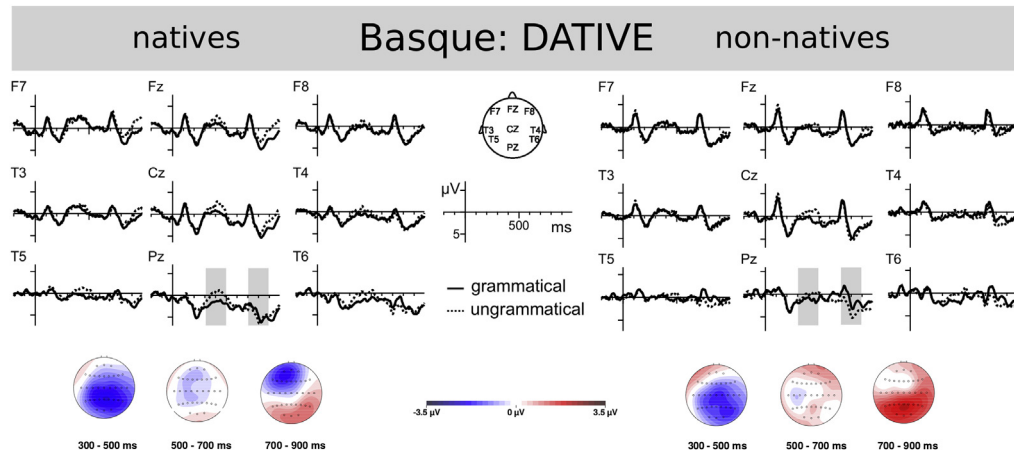 natives Basque: DATIVE non-natives
F7 Fz F8 F7 Fz F8
F7 FZ F8
T3 CZ T4
T5 T6
PZ
T3 Cz T4 T3 Cz T4
µV
5
500 ms
T5 Pz T6 T5 Pz T6
grammatical
ungrammatical
-3.5 µV 0 µV 3.5 µV
300 - 500 ms 500 - 700 ms 700 - 900 ms 300 - 500 ms 500 - 700 ms 700 - 900 ms